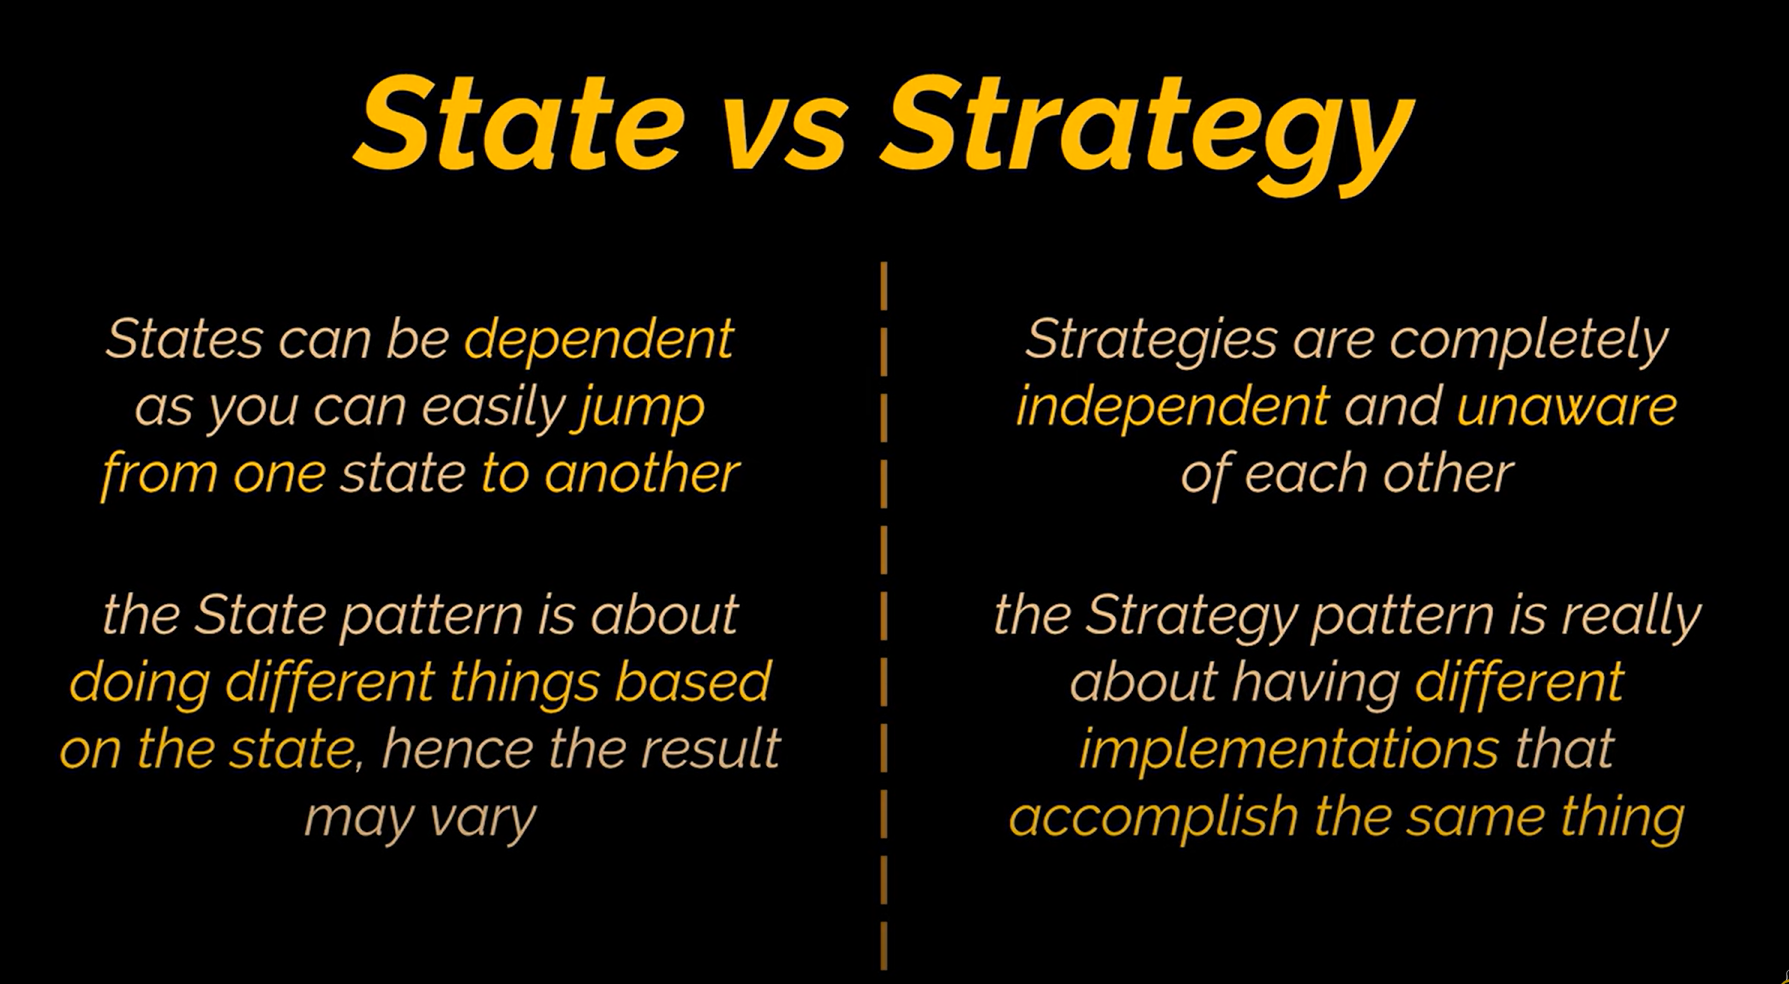 State vs Strategy
States can be dependent
as you can easily jump
from one state to another
the State pattern is about
doing different things based
on the state, hence the result
may vary
Strategies are completely
independent and unaware
of each other
the Strategy pattern is really
about having different
implementations that
accomplish the same thing